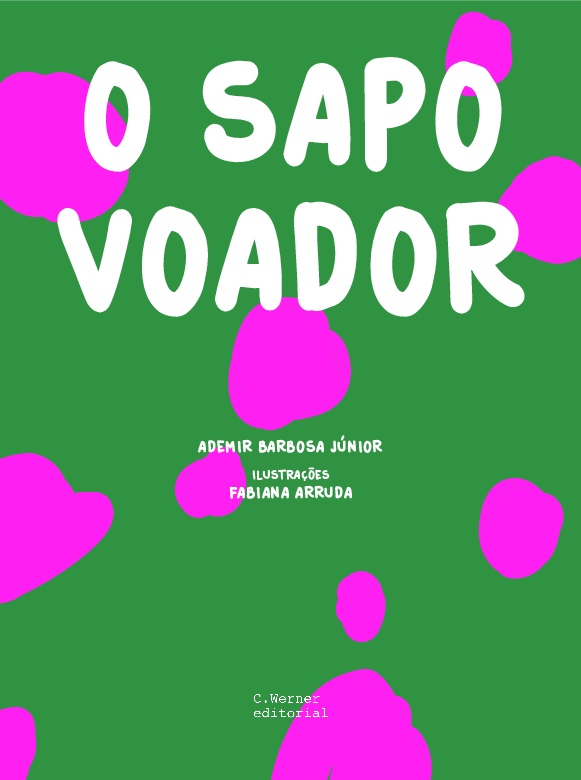 O SAPO
VOADOR
ADEMIR BARBOSA JÚNIOR
ILUSTRAÇÕES
FABIANA ARRUDA
C.Werner
editorial